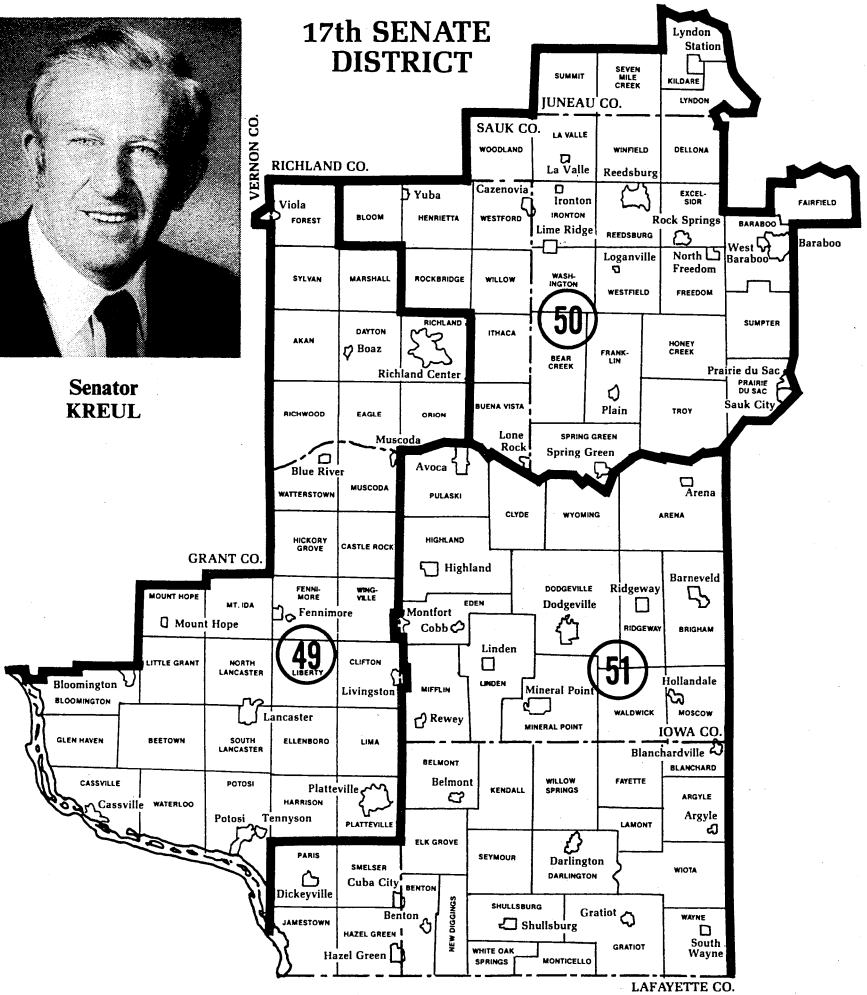 17th SENATE
DISTRICT
Senator
KREUL
VERNON CO.
RICHLAND CO.
Lyndon
Station
SUMMIT
SEVEN
MILE
CREEK
KILDARE
LYNDON
JUNEAU CO.
SAUK CO.
WOODLAND
LA VALLE
La Valle
WINFIELD
Reedsburg
DELLONA
Viola
FOREST
BLOOM
Yuba
HENRIETTA
Cazenovia
WESTFORD
Ironton
IRONTON
Lime Ridge
REEDSBURG
EXCEL-
SIOR
Rock Springs
FAIRFIELD
BARABOO
West
Baraboo
Baraboo
SYLVAN
MARSHALL
ROCKBRIDGE
WILLOW
WASH-
INGTON
Loganville
WESTFIELD
North
Freedom
FREEDOM
50
SUMPTER
AKAN
DAYTON
Boaz
RICHLAND
Richland Center
ITHACA
BEAR
CREEK
FRANK-
LIN
Plain
HONEY
CREEK
Prairie du Sac
PRAIRIE
DU SAC
Sauk City
RICHWOOD
EAGLE
ORION
BUENA VISTA
TROY
Muscoda
Lone
Rock
SPRING GREEN
Spring Green
Blue River
WATTERSTOWN
MUSCODA
Avoca
PULASKI
CLYDE
WYOMING
Arena
ARENA
HICKORY
GROVE
CASTLE ROCK
HIGHLAND
Highland
GRANT CO.
MOUNT HOPE
Mount Hope
MT. IDA
FENNI-
MORE
Fennimore
WING-
VILLE
Montfort
EDEN
Cobb
DODGEVILLE
Dodgeville
Ridgeway
RIDGEWAY
Barneveld
BRIGHAM
LITTLE GRANT
NORTH
LANCASTER
49
LIBERTY
CLIFTON
Livingston
MIFFLIN
Rewey
Linden
LINDEN
51
Mineral Point
MINERAL POINT
WALDWICK
Hollandale
MOSCOW
IOWA CO.
Bloomington
BLOOMINGTON
Lancaster
GLEN HAVEN
BEETOWN
SOUTH
LANCASTER
ELLENBORO
LIMA
BELMONT
Belmont
KENDALL
WILLOW
SPRINGS
FAYETTE
Blanchardville
BLANCHARD
CASSVILLE
Cassville
WATERLOO
POTOSI
Potosi
Tennyson
HARRISON
Platteville
PLATTEVILLE
ARGYLE
Argyle
LAMONT
ELK GROVE
SEYMOUR
Darlington
DARLINGTON
WIOTA
PARIS
Dickeyville
SMELSER
Cuba City
BENTON
Benton
NEW DIGGINGS
SHULLSBURG
Shullsburg
Gratiot
GRATIOT
WAYNE
South
Wayne
JAMESTOWN
HAZEL GREEN
Hazel Green
WHITE OAK
SPRINGS
MONTICELLO
LAFAYETTE CO.